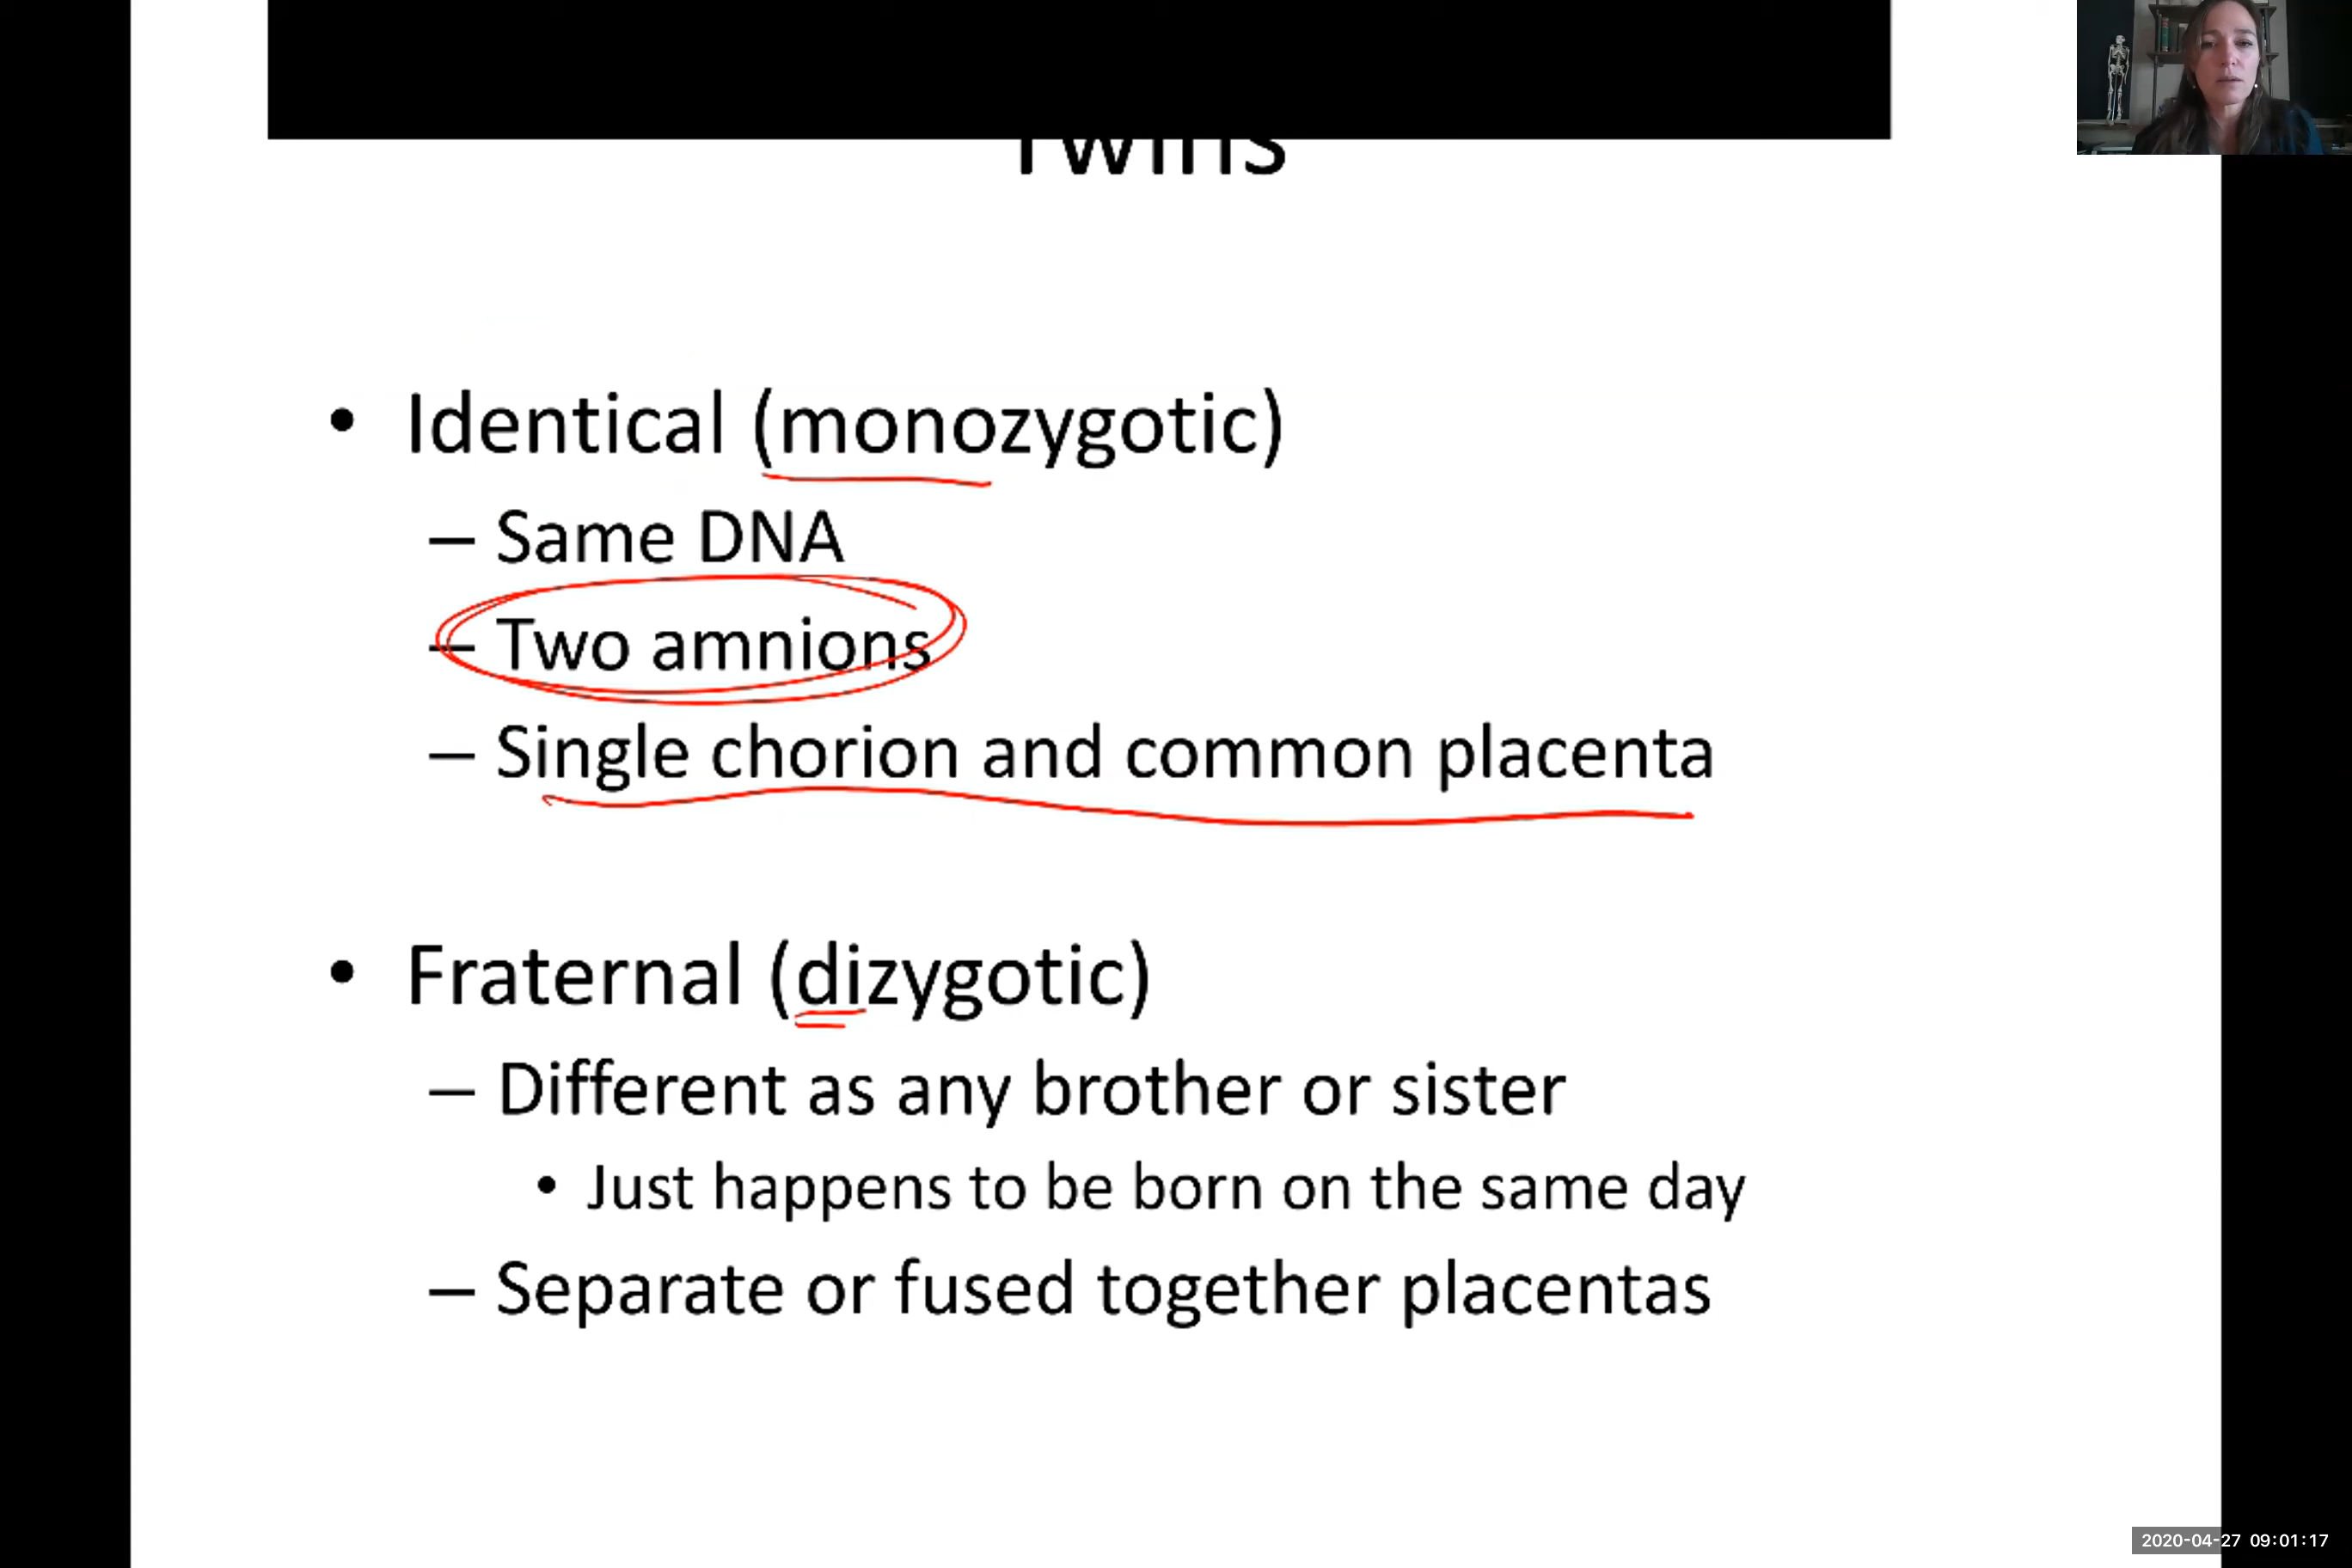 Twins
• Identical (monozygotic)
– Same DNA
– Two amnions
– Single chorion and common placenta
• Fraternal (dizygotic)
– Different as any brother or sister
• Just happens to be born on the same day
– Separate or fused together placentas
2020-04-27 09:01:17